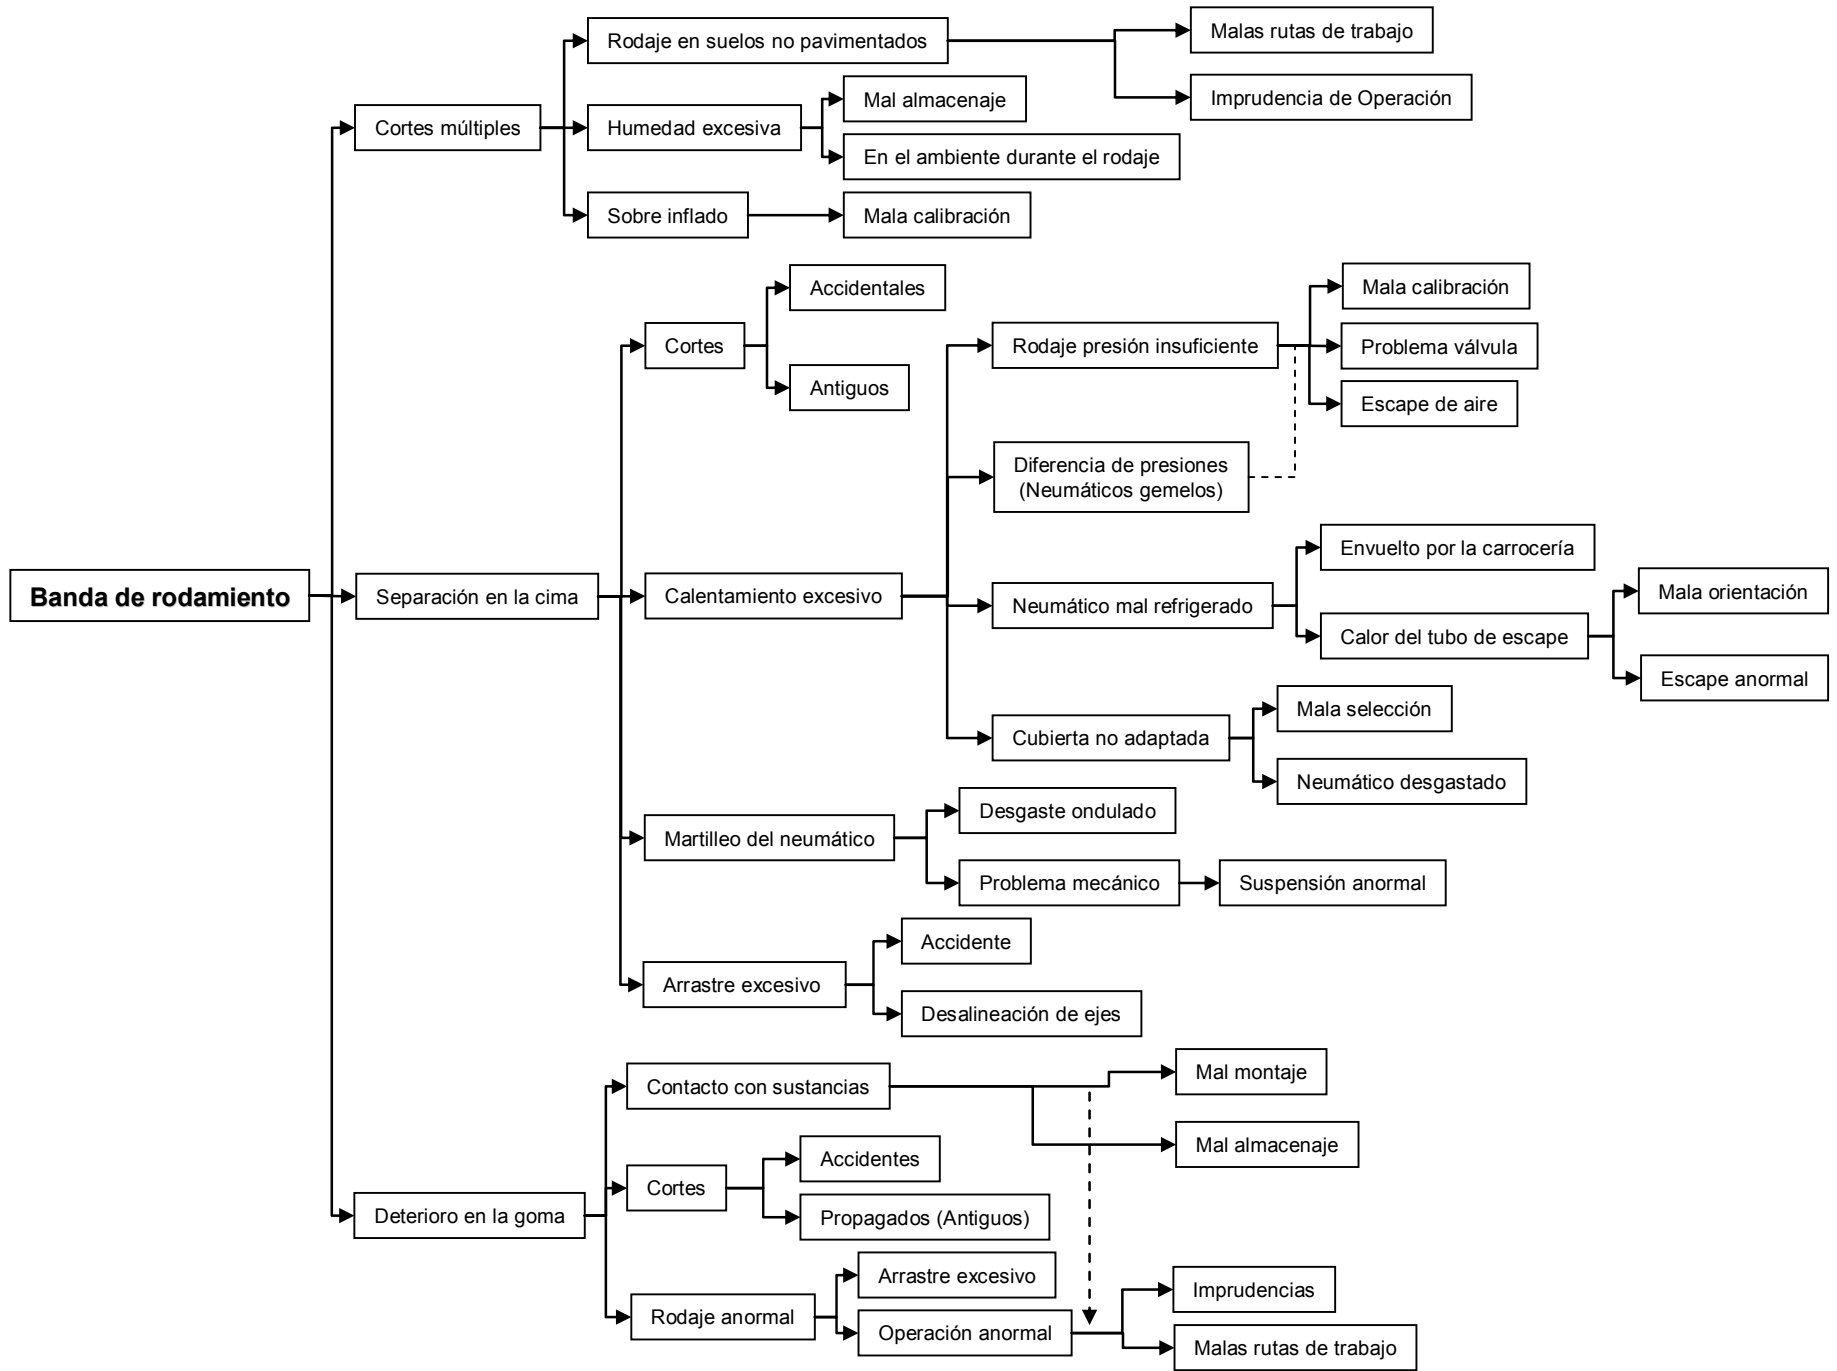 Banda de rodamiento
Cortes múltiples
Rodaje en suelos no pavimentados
Malas rutas de trabajo
Imprudencia de Operación
Humedad excesiva
Mal almacenaje
En el ambiente durante el rodaje
Sobre inflado
Mala calibración
Separación en la cima
Cortes
Accidentales
Antiguos
Calentamiento excesivo
Rodaje presión insuficiente
Mala calibración
Problema válvula
Escape de aire
Diferencia de presiones
(Neumáticos gemelos)
Neumático mal refrigerado
Envuelto por la carrocería
Calor del tubo de escape
Mala orientación
Escape anormal
Cubierta no adaptada
Mala selección
Neumático desgastado
Martilleo del neumático
Desgaste ondulado
Problema mecánico
Suspensión anormal
Arrastre excesivo
Accidente
Desalineación de ejes
Deterioro en la goma
Contacto con sustancias
Mal montaje
Mal almacenaje
Cortes
Accidentes
Propagados (Antiguos)
Rodaje anormal
Arrastre excesivo
Operación anormal
Imprudencias
Malas rutas de trabajo